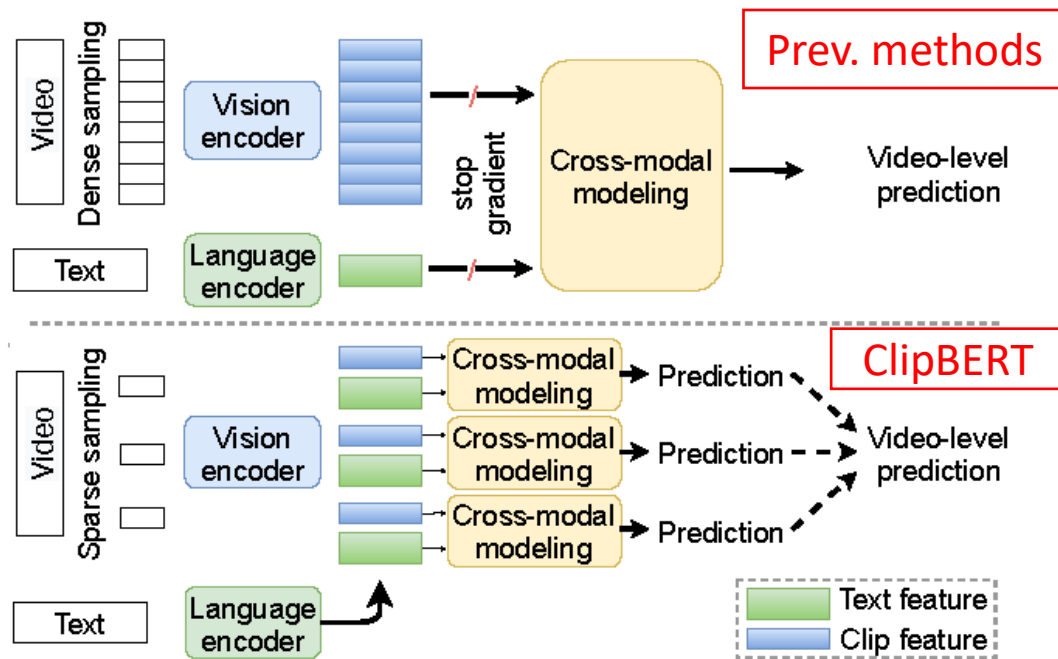 Prev. methods
Video
Dense sampling
Vision
encoder
stop
gradient
Cross-modal
modeling
Video-level
prediction
Text
Language
encoder
ClipBERT
Video
Sparse sampling
Vision
encoder
Cross-modal
modeling
Prediction
Cross-modal
modeling
Prediction
Cross-modal
modeling
Prediction
Video-level
prediction
Text
Language
encoder
Text feature
Clip feature